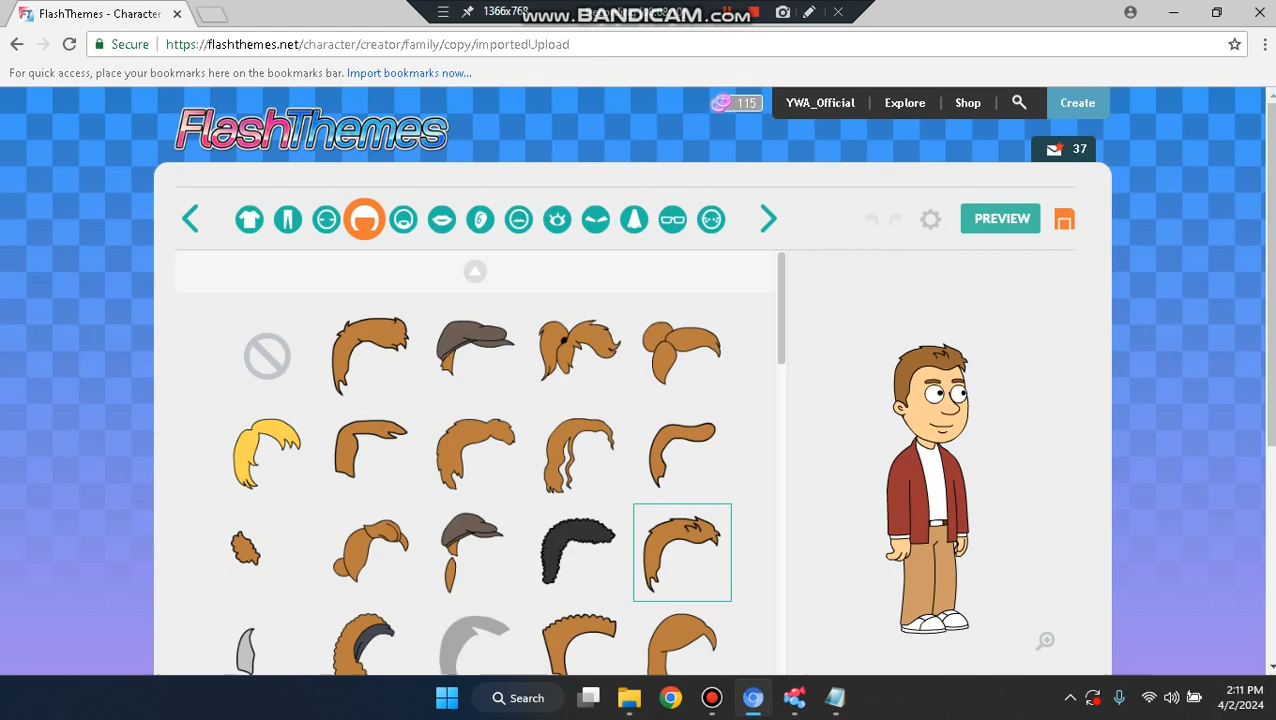 FlashThemes - Character
1366x768
www.BANDICAM.com
Secure
https://flashthemes.net/character/creator/family/copy/importedUpload
For quick access, place your bookmarks here on the bookmarks bar. Import bookmarks now...
FlashThemes
115
YWA_Official
Explore
Shop
Create
37
PREVIEW
Search
2:11 PM
4/2/2024